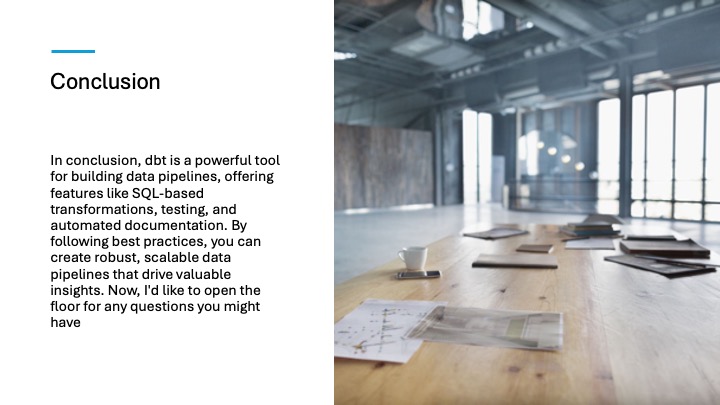 Conclusion
In conclusion, dbt is a powerful tool
for building data pipelines, offering
features like SQL-based
transformations, testing, and
automated documentation. By
following best practices, you can
create robust, scalable data
pipelines that drive valuable
insights. Now, I'd like to open the
floor for any questions you might
have